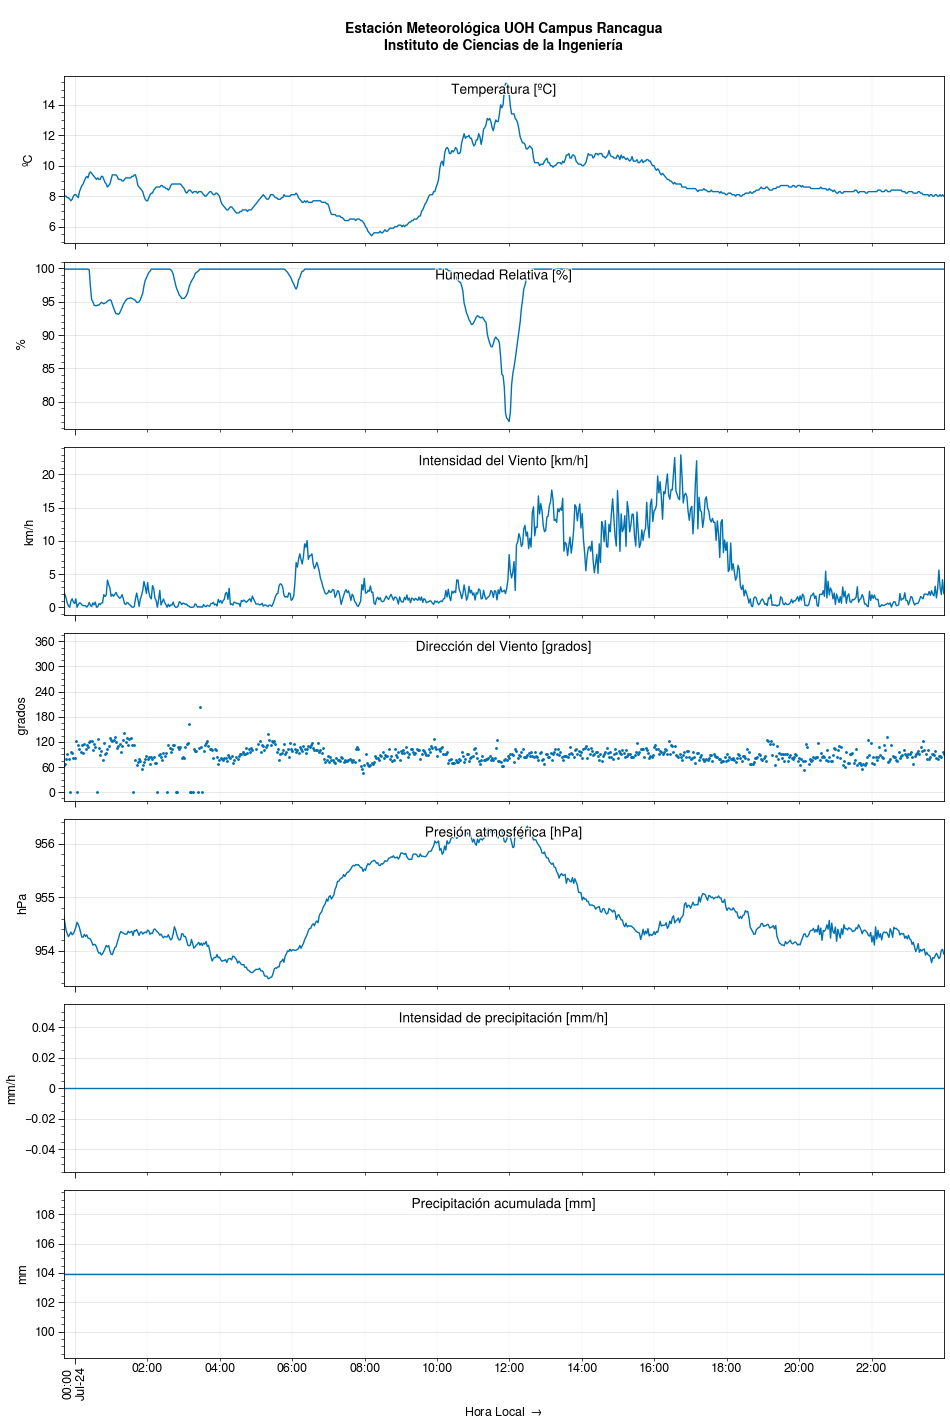 Estación Meteorológica UOH Campus Rancagua
Instituto de Ciencias de la Ingeniería
Temperatura [ºC]
14
12
10
8
6
ºC
Humedad Relativa [%]
100
95
90
85
80
%
Intensidad del Viento [km/h]
20
15
10
5
0
km/h
Dirección del Viento [grados]
360
300
240
180
120
60
0
grados
Presión atmosférica [hPa]
956
955
954
hPa
Intensidad de precipitación [mm/h]
0.04
0.02
0
−0.02
−0.04
mm/h
Precipitación acumulada [mm]
108
106
104
102
100
mm
00:00
Jul-24
02:00 04:00 06:00 08:00 10:00 12:00 14:00 16:00 18:00 20:00 22:00
Hora Local →